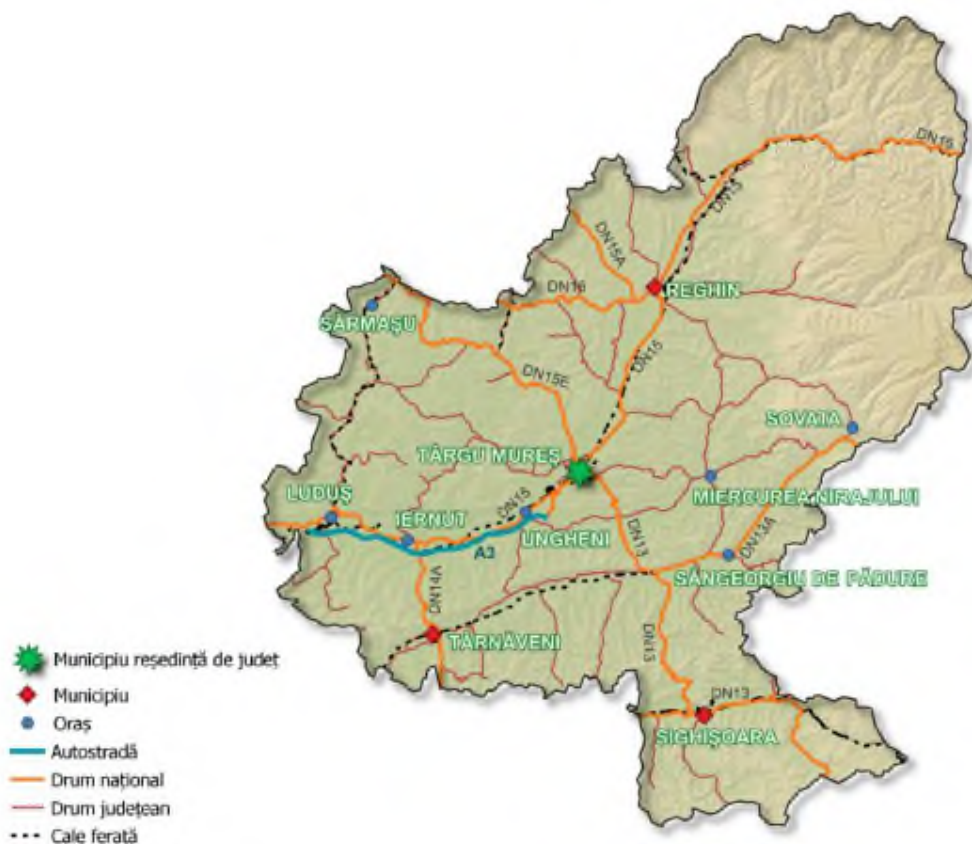 DN15
DN15
DN15A
DN16
REGHIN
SĂRMAȘU
DN15
DN15E
SOVATA
TÂRGU MUREȘ
MIERCUREA NIRAJULUI
LUDUȘ
DN15
IERNUT
UNGHENI
A3
DN13
DN13A
SÂNGEORGIU DE PĂDURE
DN14A
TÂRNĂVENI
DN13
DN13
SIGHIȘOARA
Municipiu reședință de județ
Municipiu
Oraș
Autostradă
Drum național
Drum județean
Cale ferată